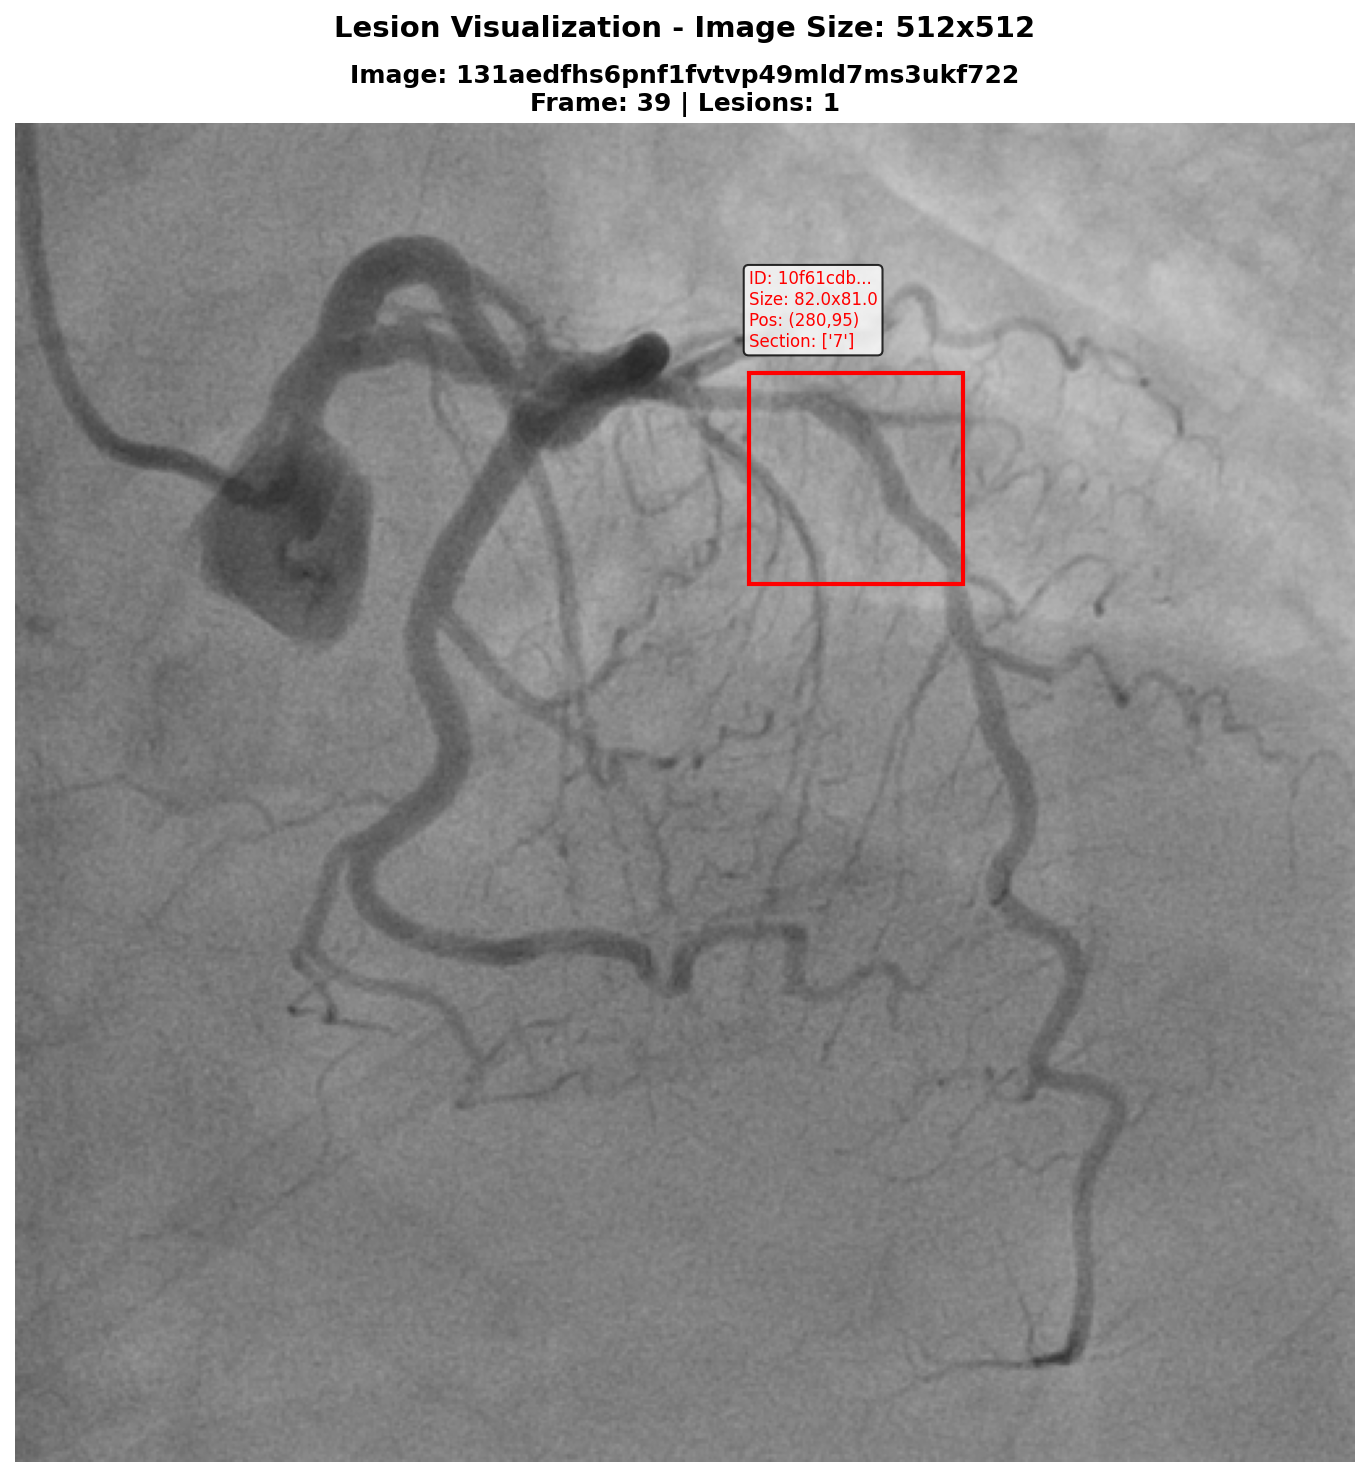 Lesion Visualization - Image Size: 512x512
Image: 131aedfhs6pnf1fvtvp49mld7ms3ukf722
Frame: 39 | Lesions: 1
ID: 10f61cdb...
Size: 82.0x81.0
Pos: (280,95)
Section: ['7']